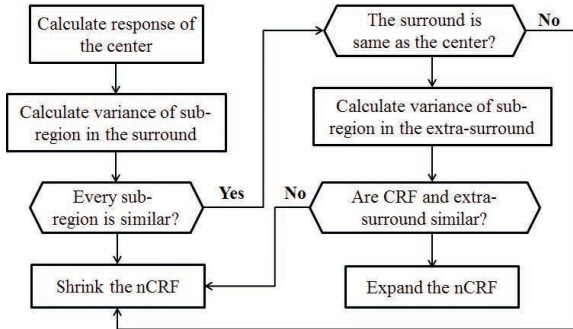 Calculate response of
the center
Calculate variance of sub-
region in the surround
Every sub-
region is similar?
Yes
Shrink the nCRF
The surround is
same as the center?
No
Calculate variance of sub-
region in the extra-surround
No
Are CRF and extra-
surround similar?
Expand the nCRF